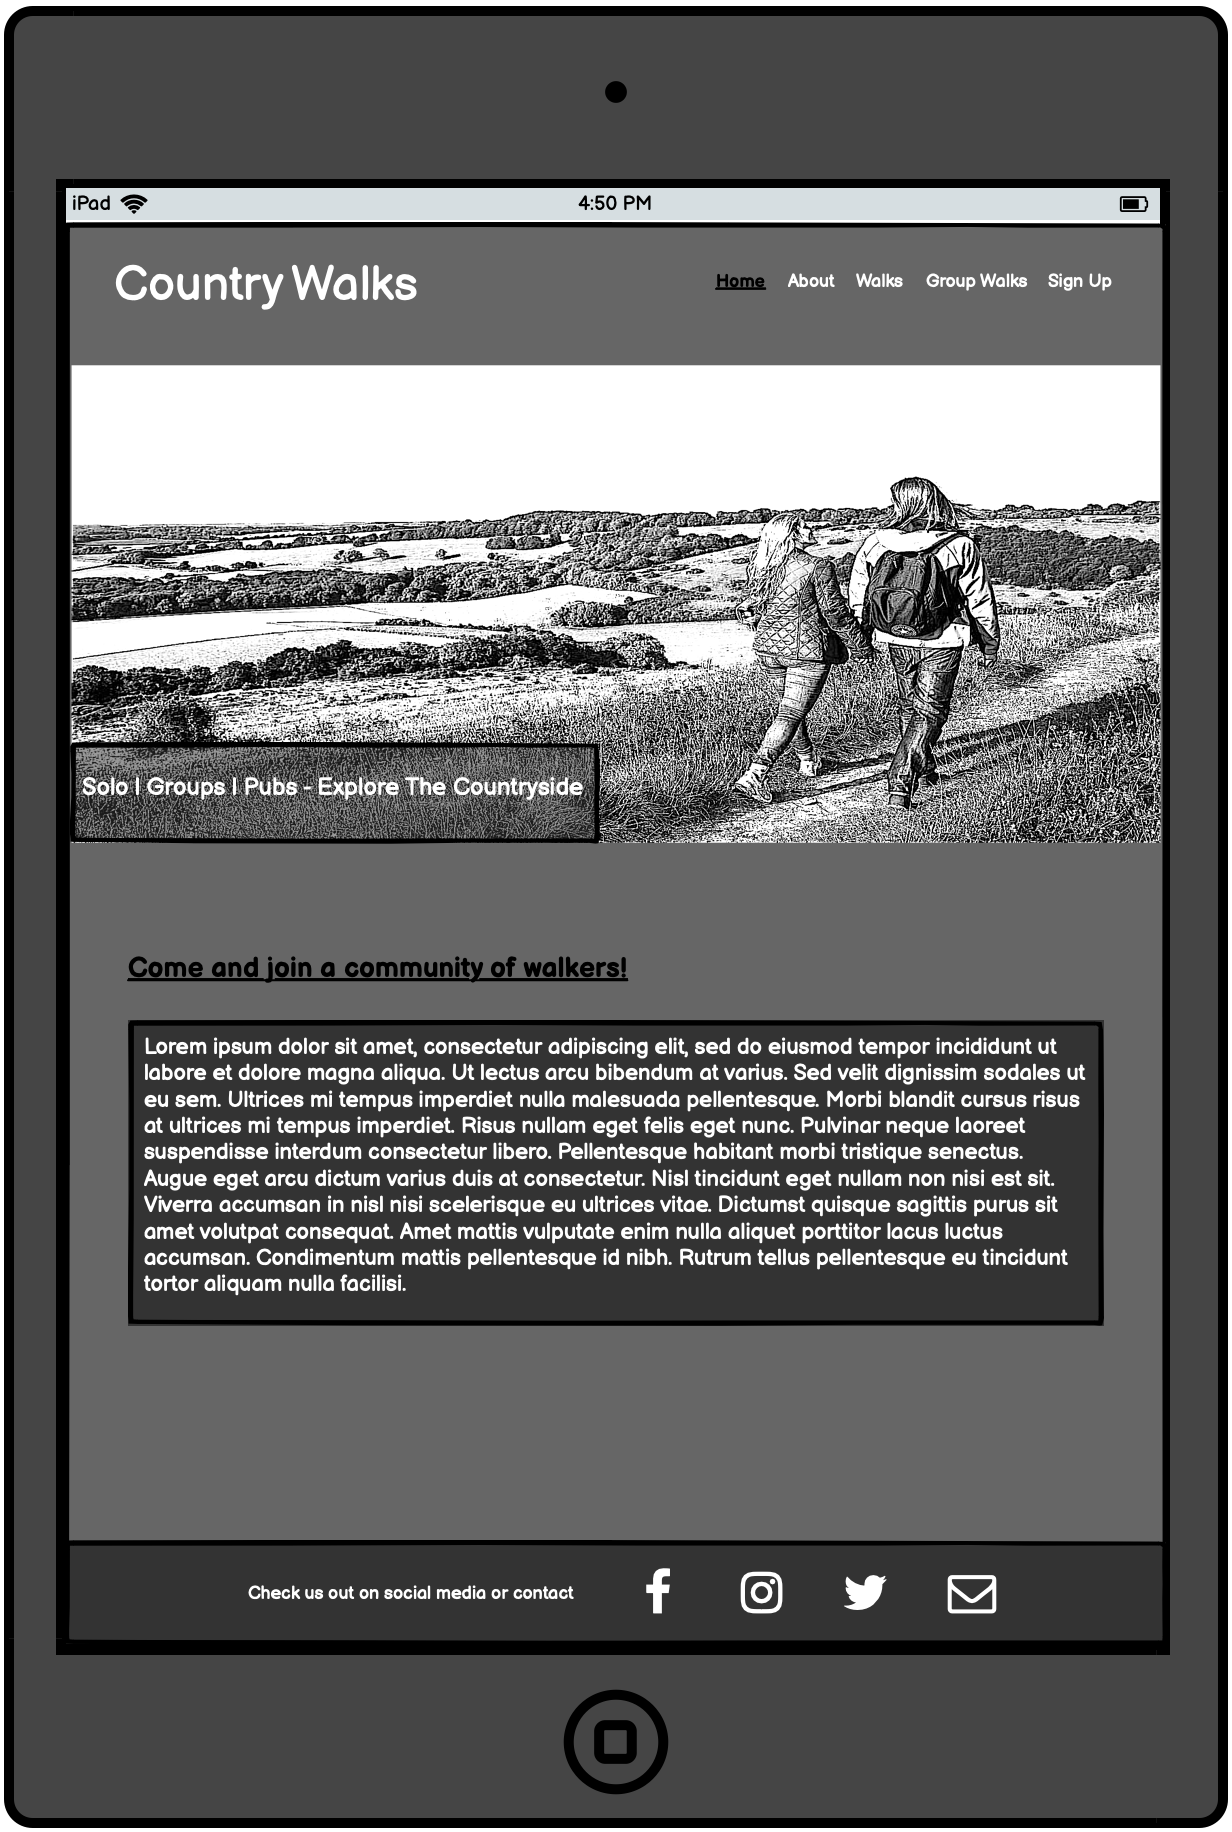 iPad 4:50 PM
Country Walks
Home About Walks Group Walks Sign Up
Solo | Groups | Pubs - Explore The Countryside
Come and join a community of walkers!
Lorem ipsum dolor sit amet, consectetur adipiscing elit, sed do eiusmod tempor incididunt ut
labore et dolore magna aliqua. Ut lectus arcu bibendum at varius. Sed velit dignissim sodales ut
eu sem. Ultrices mi tempus imperdiet nulla malesuada pellentesque. Morbi blandit cursus risus
at ultrices mi tempus imperdiet. Risus nullam eget felis eget nunc. Pulvinar neque laoreet
suspendisse interdum consectetur libero. Pellentesque habitant morbi tristique senectus.
Augue eget arcu dictum varius duis at consectetur. Nisl tincidunt eget nullam non nisi est sit.
Viverra accumsan in nisl nisi scelerisque eu ultrices vitae. Dictumst quisque sagittis purus sit
amet volutpat consequat. Amet mattis vulputate enim nulla aliquet porttitor lacus luctus
accumsan. Condimentum mattis pellentesque id nibh. Rutrum tellus pellentesque eu tincidunt
tortor aliquam nulla facilisi.
Check us out on social media or contact